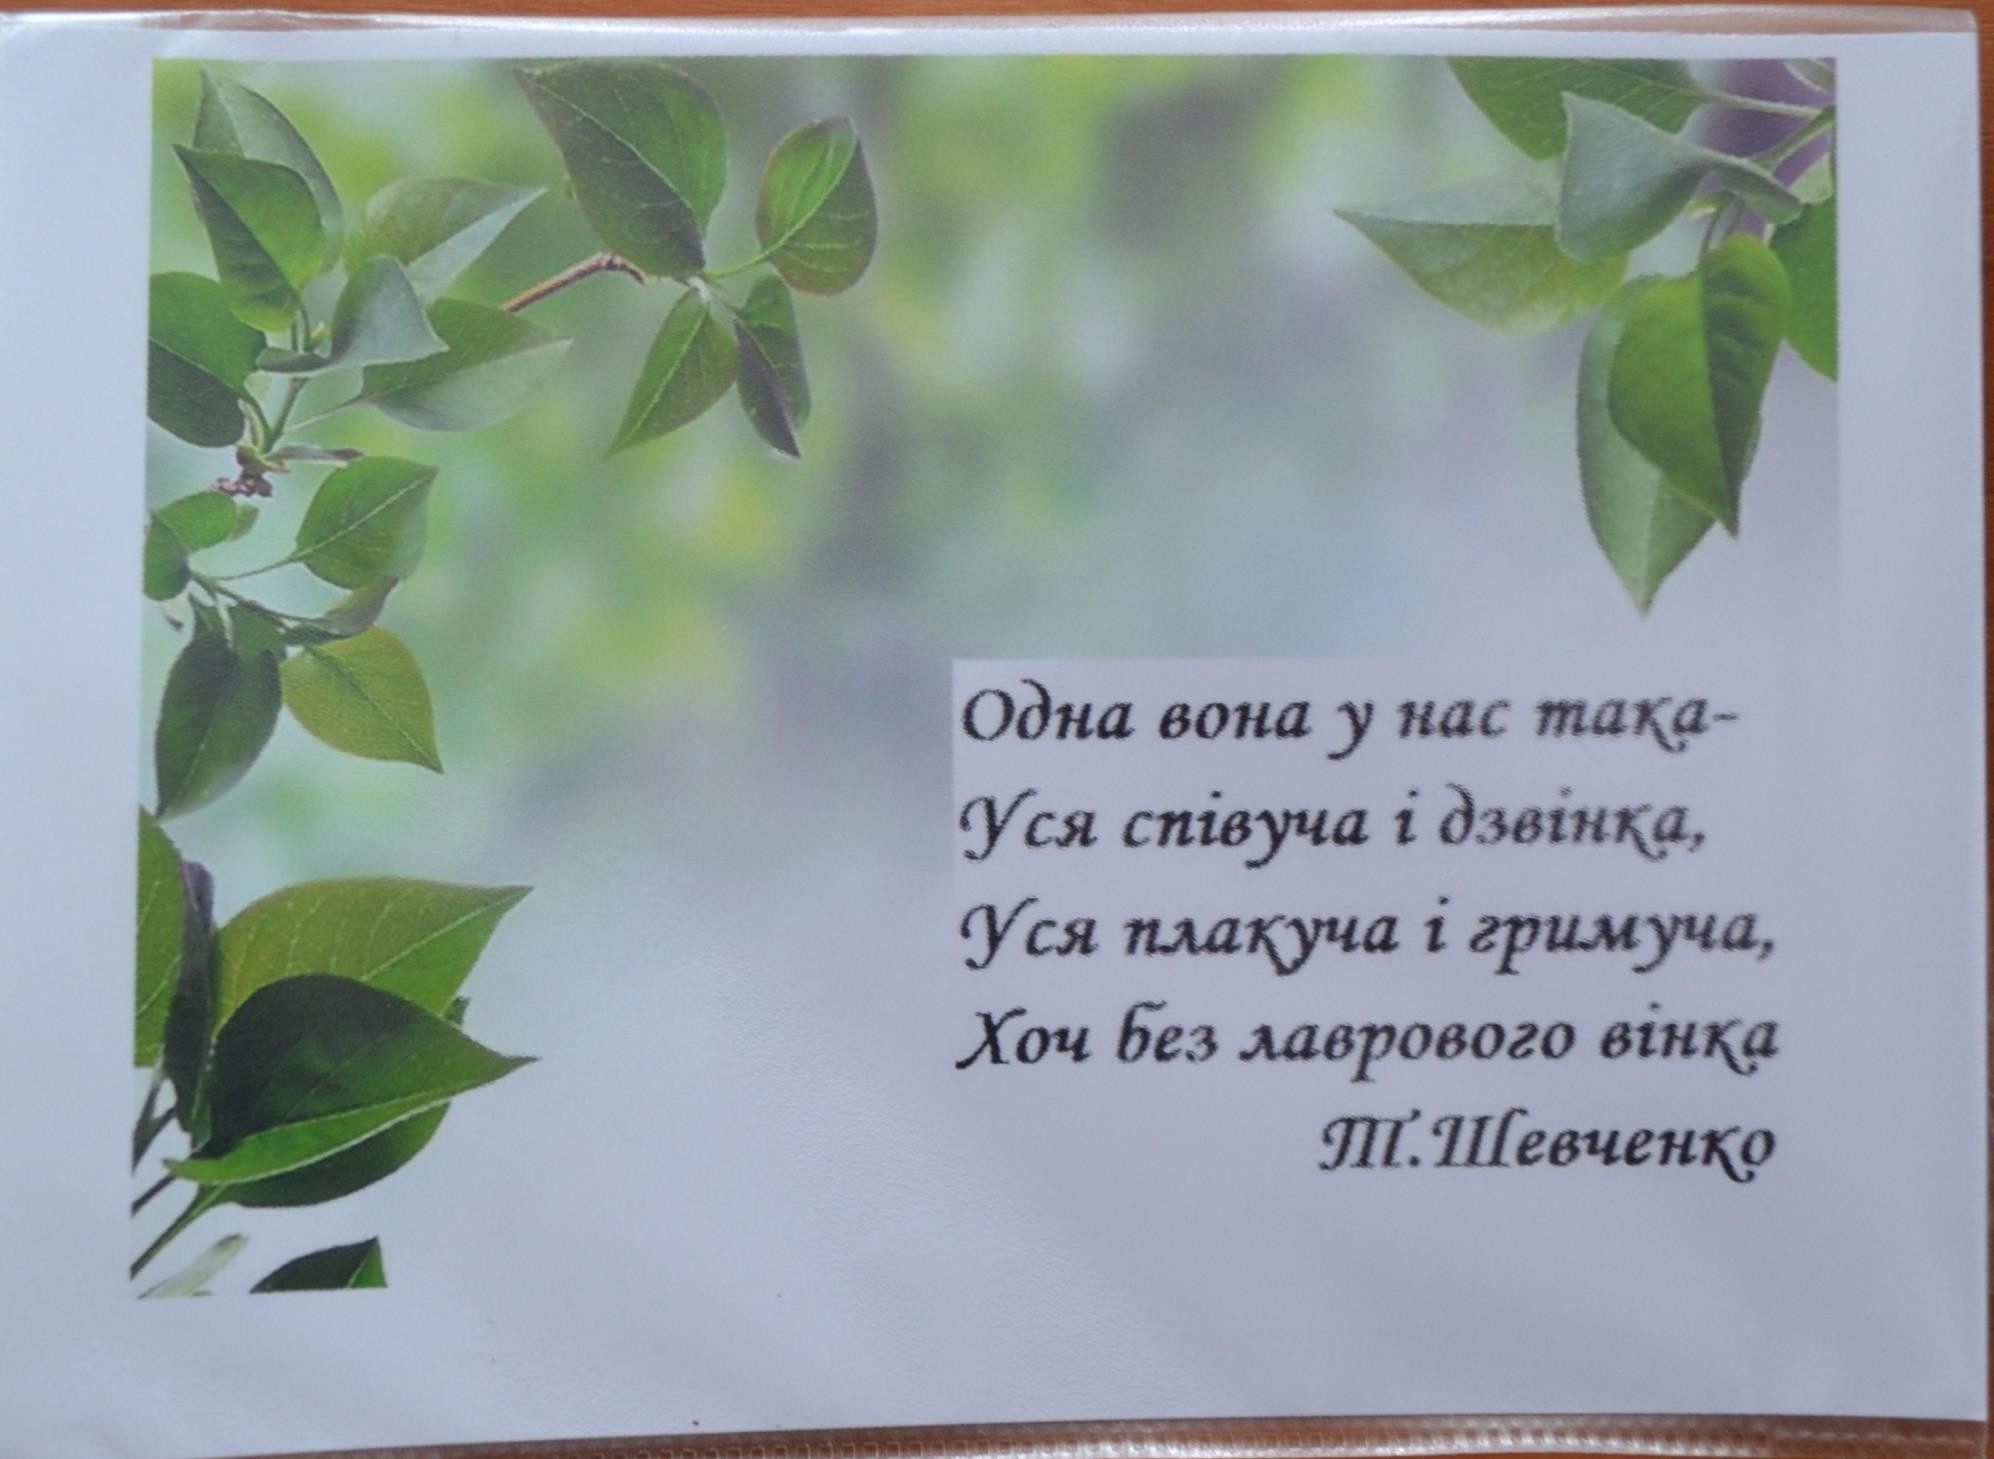 Одна вона у нас така-
Уся співуча і дзвінка,
Уся плакуча і гримуча,
Хоч без лаврового вінка
Т.Шевченко